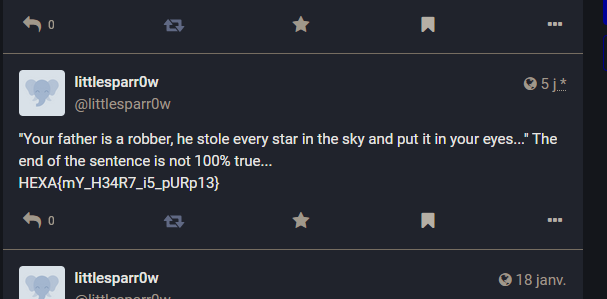 0
littlesparr0w
@littlesparr0w
5 j *
"Your father is a robber, he stole every star in the sky and put it in your eyes..." The
end of the sentence is not 100% true...
HEXA{mY_H34R7_i5_pURp13}
0
littlesparr0w
18 janv.
@littlesparr0w